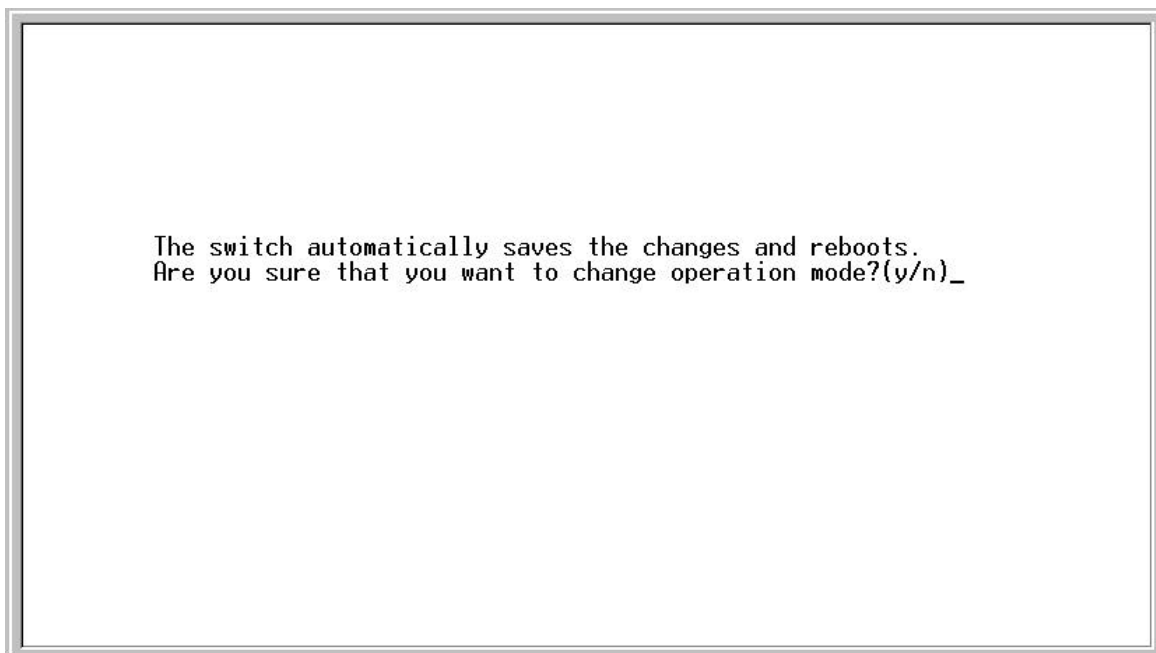 The switch automatically saves the changes and reboots.
Are you sure that you want to change operation mode?(y/n)_